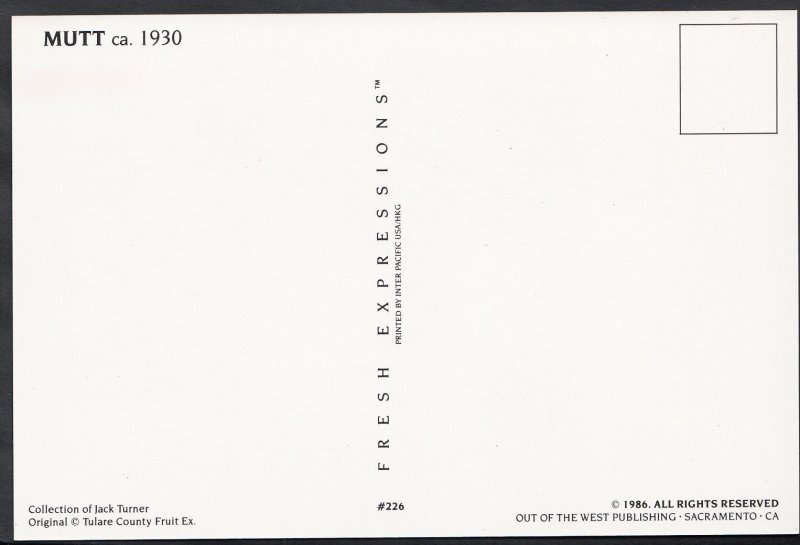 MUTT ca. 1930
FRESH EXPRESSIONS™
PRINTED BY INTER PACIFIC USA/HKG
Collection of Jack Turner
Original © Tulare County Fruit Ex.
#226
© 1986. ALL RIGHTS RESERVED
OUT OF THE WEST PUBLISHING · SACRAMENTO · CA